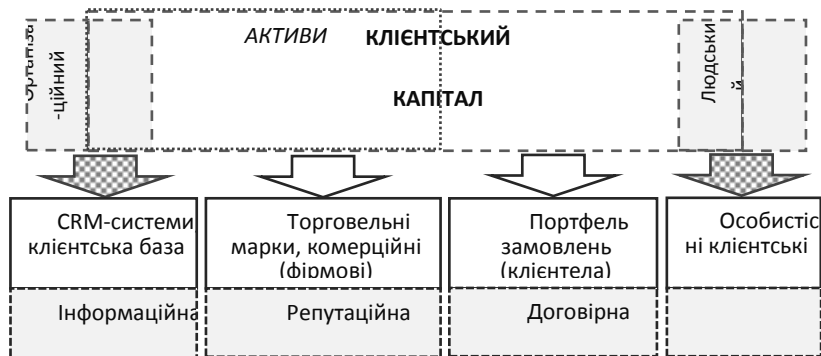 АКТИВИ КЛІЄНТСЬКИЙ
КАПІТАЛ
-ційний
Людський
CRM-системи
клієнтська база
Торговельні
марки, комерційні
(фірмові)
Портфель
замовлень
(клієнтела)
Особистіс
ні клієнтські
Інформаційна
Репутаційна
Договірна